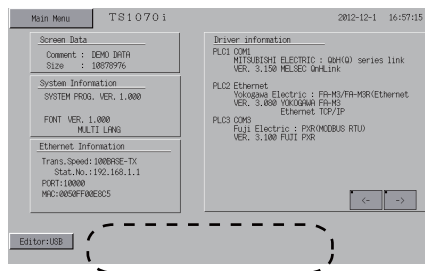 Main Menu
TS1070i
2012-12-1 16:57:15
Screen Data
Comment : DEMO DATA
Size : 10878976
System Information
SYSTEM PROG. VER. 1.000
FONT VER. 1.000
MULTI LANG
Ethernet Information
Trans.Speed:100BASE-TX
Stat.No.:192.168.1.1
PORT:10000
MAC:0050FF00E8C5
Driver information
PLC1 COM1
MITSUBISHI ELECTRIC : QbH(Q) series link
VER. 3.150 MELSEC QnHLink
PLC2 Ethernet
Yokogawa Electric : FA-M3/FA-M3R(Ethernet
VER. 3.080 YOKOGAWA FA-M3
Ethernet TCP/IP
PLC3 COM3
Fuji Electric : PXR(MODBUS RTU)
VER. 3.100 FUJI PXR
<- ->
Editor:USB